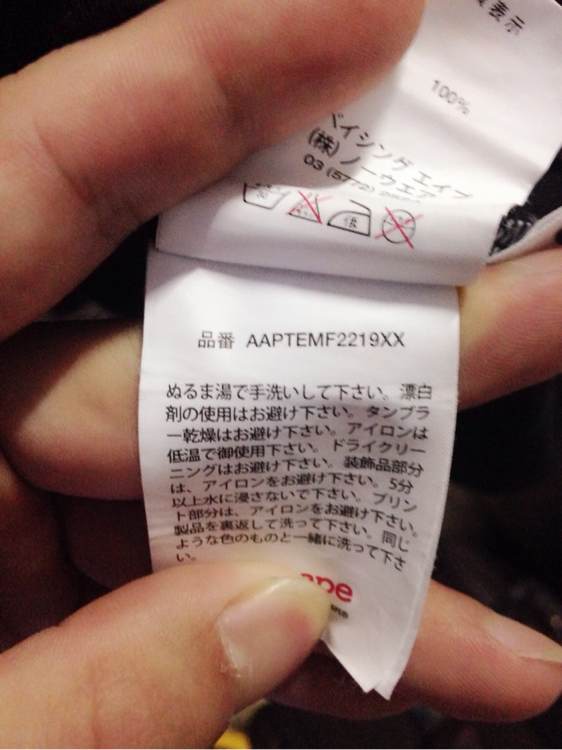 表示
100%
ベイシングエイプ
(株)ノーウエア
03 (5772)
低
品番 AAPTEMF2219XX
ぬるま湯で手洗いして下さい。漂白
剤の使用はお避け下さい。タンブラ
ー乾燥はお避け下さい。アイロンは
低温で御使用下さい。ドライクリー
ニングはお避け下さい。装飾品部分
は、アイロンをお避け下さい。5分
以上水に浸さないで下さい。プリン
ト部分は、アイロンをお避け下さい。
製品を裏返して洗って下さい。同じ
ような色のものと一緒に洗って下さ
い。
ape